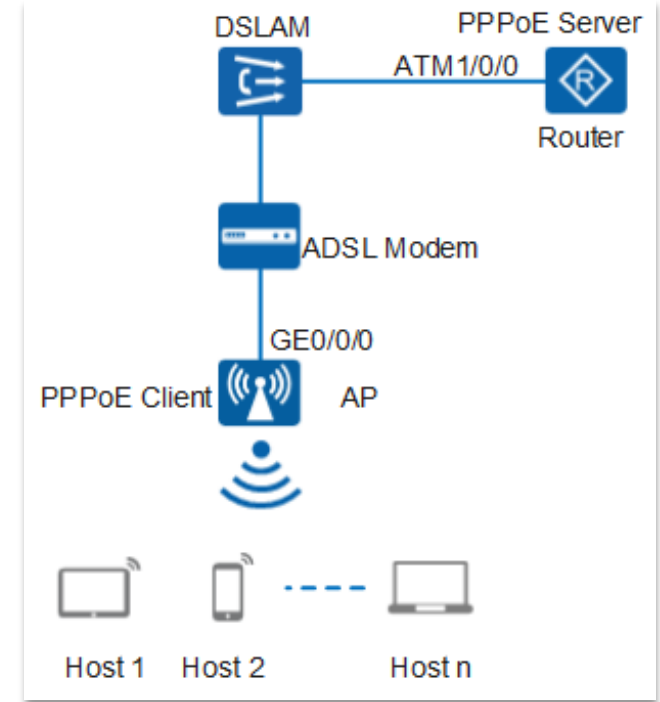 DSLAM
PPPoE Server
ATM1/0/0
R
Router
ADSL Modem
GE0/0/0
PPPoE Client
AP
Host 1
Host 2
Host n